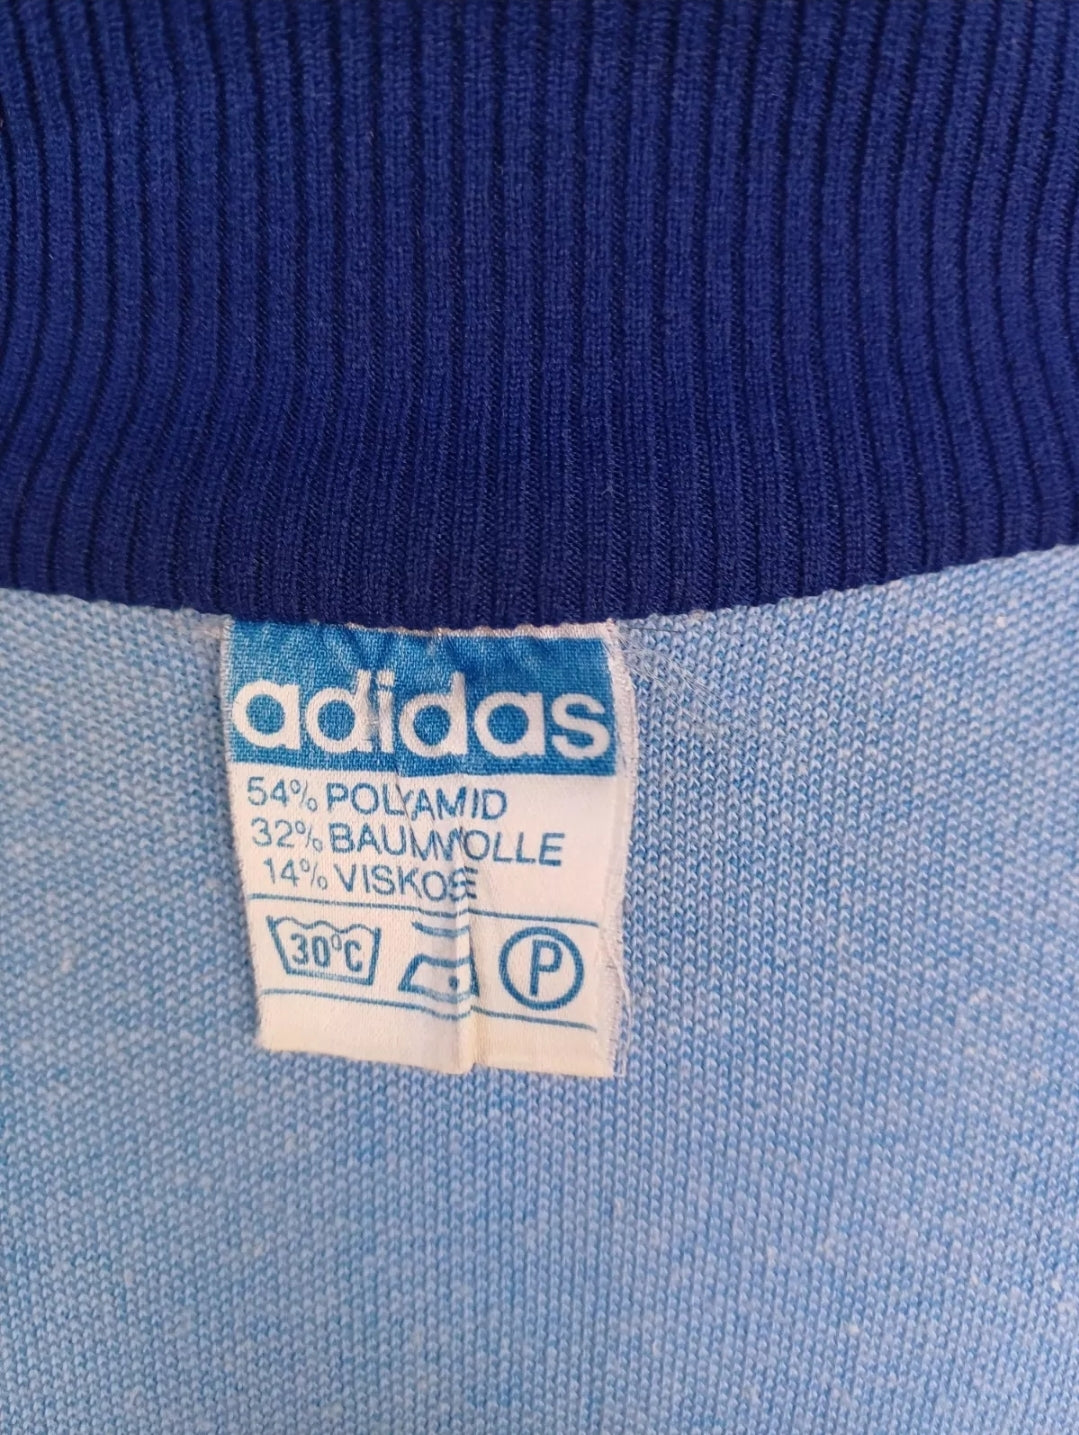 adidas
54% POLYAMID
32% BAUMWOLLE
14% VISKOSE
30°C P